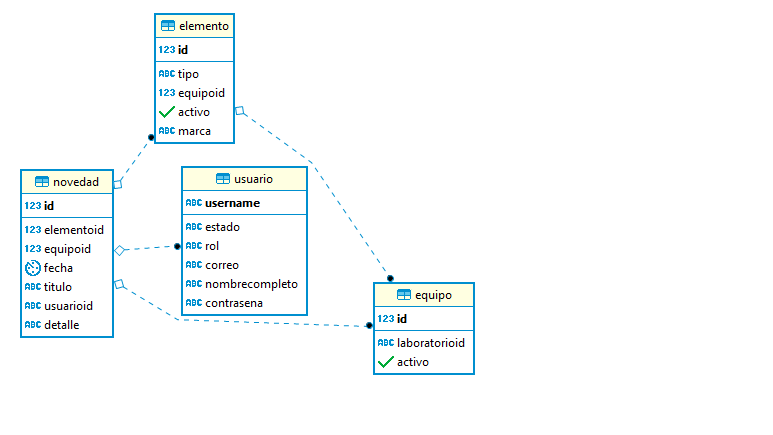 elemento
123 id
ABC tipo
123 equipoid
activo
ABC marca
novedad
123 id
123 elementoid
123 equipoid
fecha
ABC titulo
ABC usuarioid
ABC detalle
usuario
ABC username
ABC estado
ABC rol
ABC correo
ABC nombrecompleto
ABC contrasena
equipo
123 id
ABC laboratorioid
activo